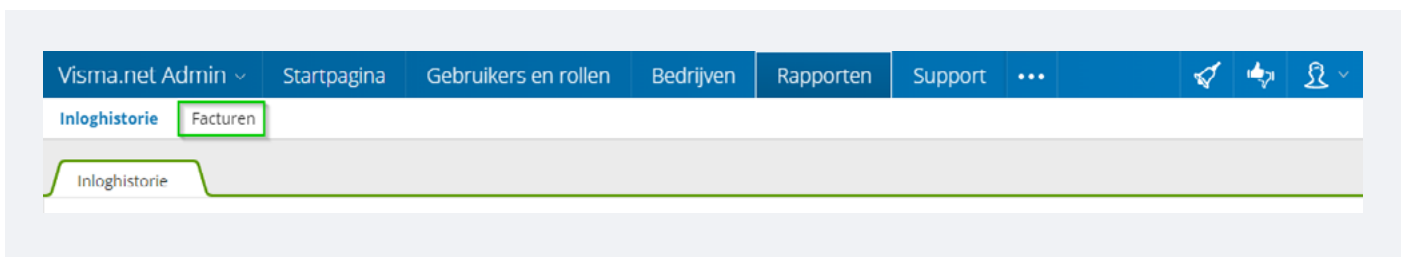 Visma.net Admin Startpagina Gebruikers en rollen Bedrijven Rapporten Support •••
Inloghistorie Facturen
Inloghistorie